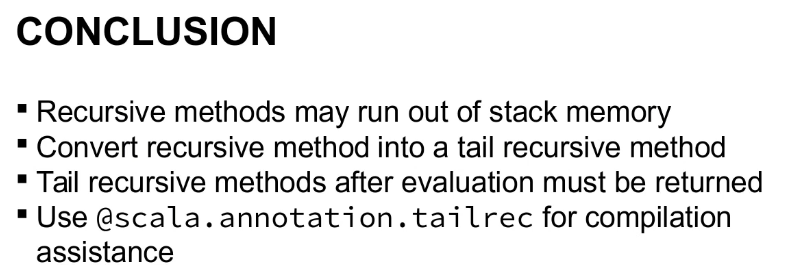 CONCLUSION
▪ Recursive methods may run out of stack memory
▪ Convert recursive method into a tail recursive method
▪ Tail recursive methods after evaluation must be returned
▪ Use @scala.annotation.tailrec for compilation
assistance